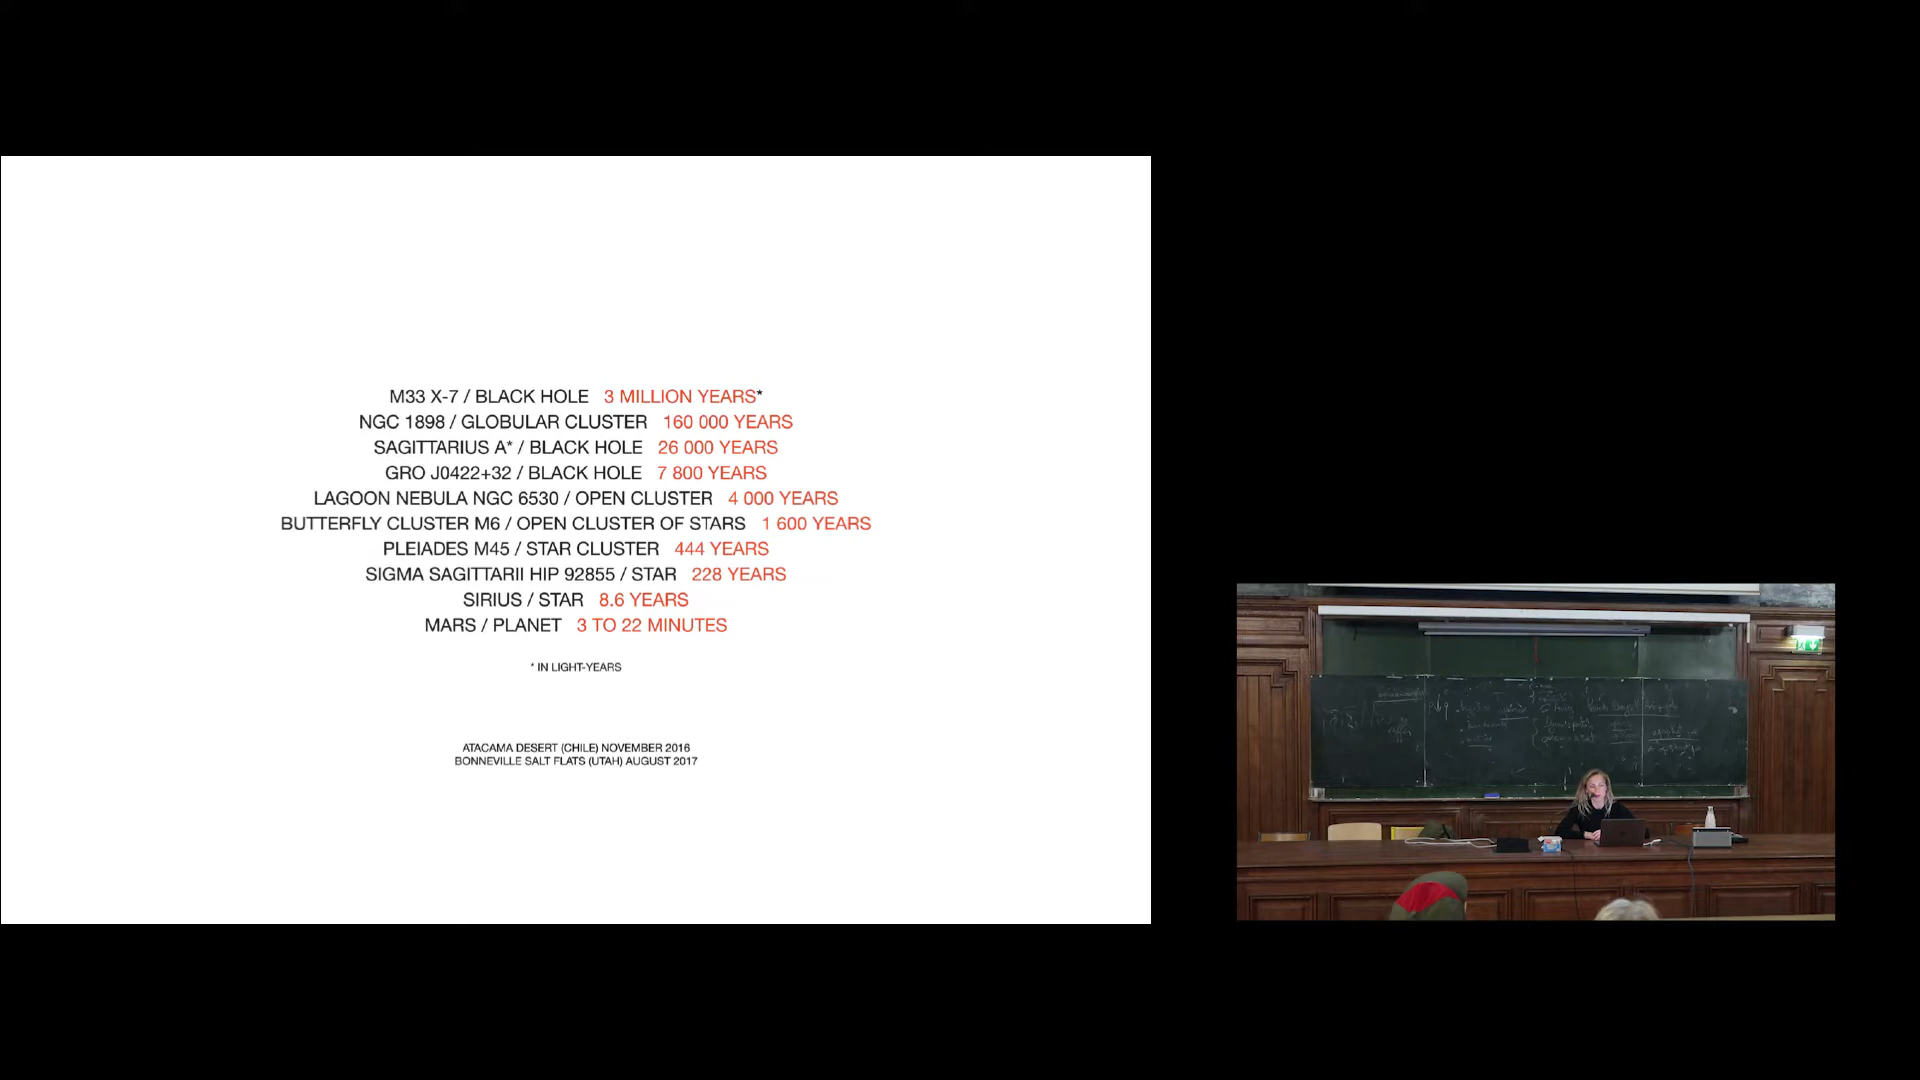 M33 X-7 / BLACK HOLE 3 MILLION YEARS*
NGC 1898 / GLOBULAR CLUSTER 160 000 YEARS
SAGITTARIUS A* / BLACK HOLE 26 000 YEARS
GRO J0422+32 / BLACK HOLE 7 800 YEARS
LAGOON NEBULA NGC 6530 / OPEN CLUSTER 4 000 YEARS
BUTTERFLY CLUSTER M6 / OPEN CLUSTER OF STARS 1 600 YEARS
PLEIADES M45 / STAR CLUSTER 444 YEARS
SIGMA SAGITTARII HIP 92855 / STAR 228 YEARS
SIRIUS / STAR 8.6 YEARS
MARS / PLANET 3 TO 22 MINUTES
* IN LIGHT-YEARS
ATACAMA DESERT (CHILE) NOVEMBER 2016
BONNEVILLE SALT FLATS (UTAH) AUGUST 2017